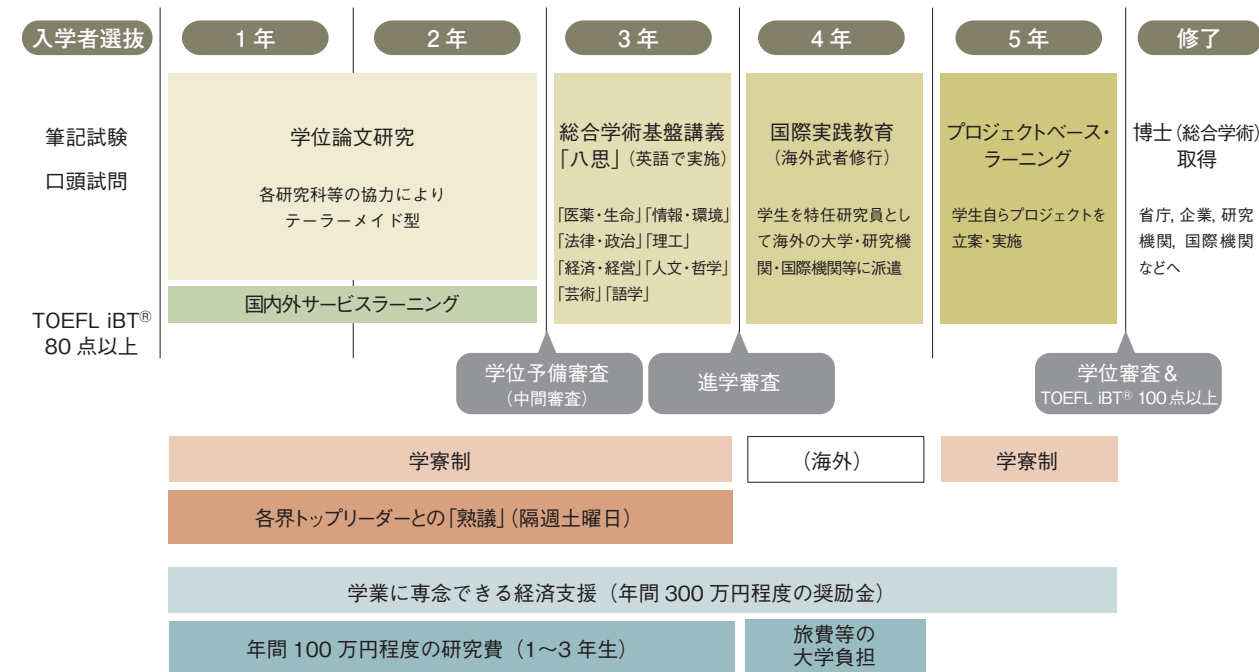 入学者選抜
1年
2年
3年
4年
5年
修了
筆記試験
口頭試問
TOEFL iBT®
80点以上
学位論文研究
各研究科等の協力により
テーラーメイド型
国内外サービスラーニング
総合学術基盤講義
「八思」（英語で実施）
「医薬・生命」「情報・環境」
「法律・政治」「理工」
「経済・経営」「人文・哲学」
「芸術」「語学」
国際実践教育
（海外武者修行）
学生を特任研究員とし
て海外の大学・研究機
関・国際機関等に派遣
プロジェクトベース・
ラーニング
学生自らプロジェクトを
立案・実施
博士（総合学術）
取得
省庁, 企業, 研究
機関, 国際機関
などへ
学位予備審査
（中間審査）
進学審査
学位審査＆
TOEFL iBT® 100点以上
学寮制
（海外）
学寮制
各界トップリーダーとの「熟議」（隔週土曜日）
学業に専念できる経済支援（年間 300 万円程度の奨励金）
年間 100 万円程度の研究費（1～3 年生）
旅費等の
大学負担